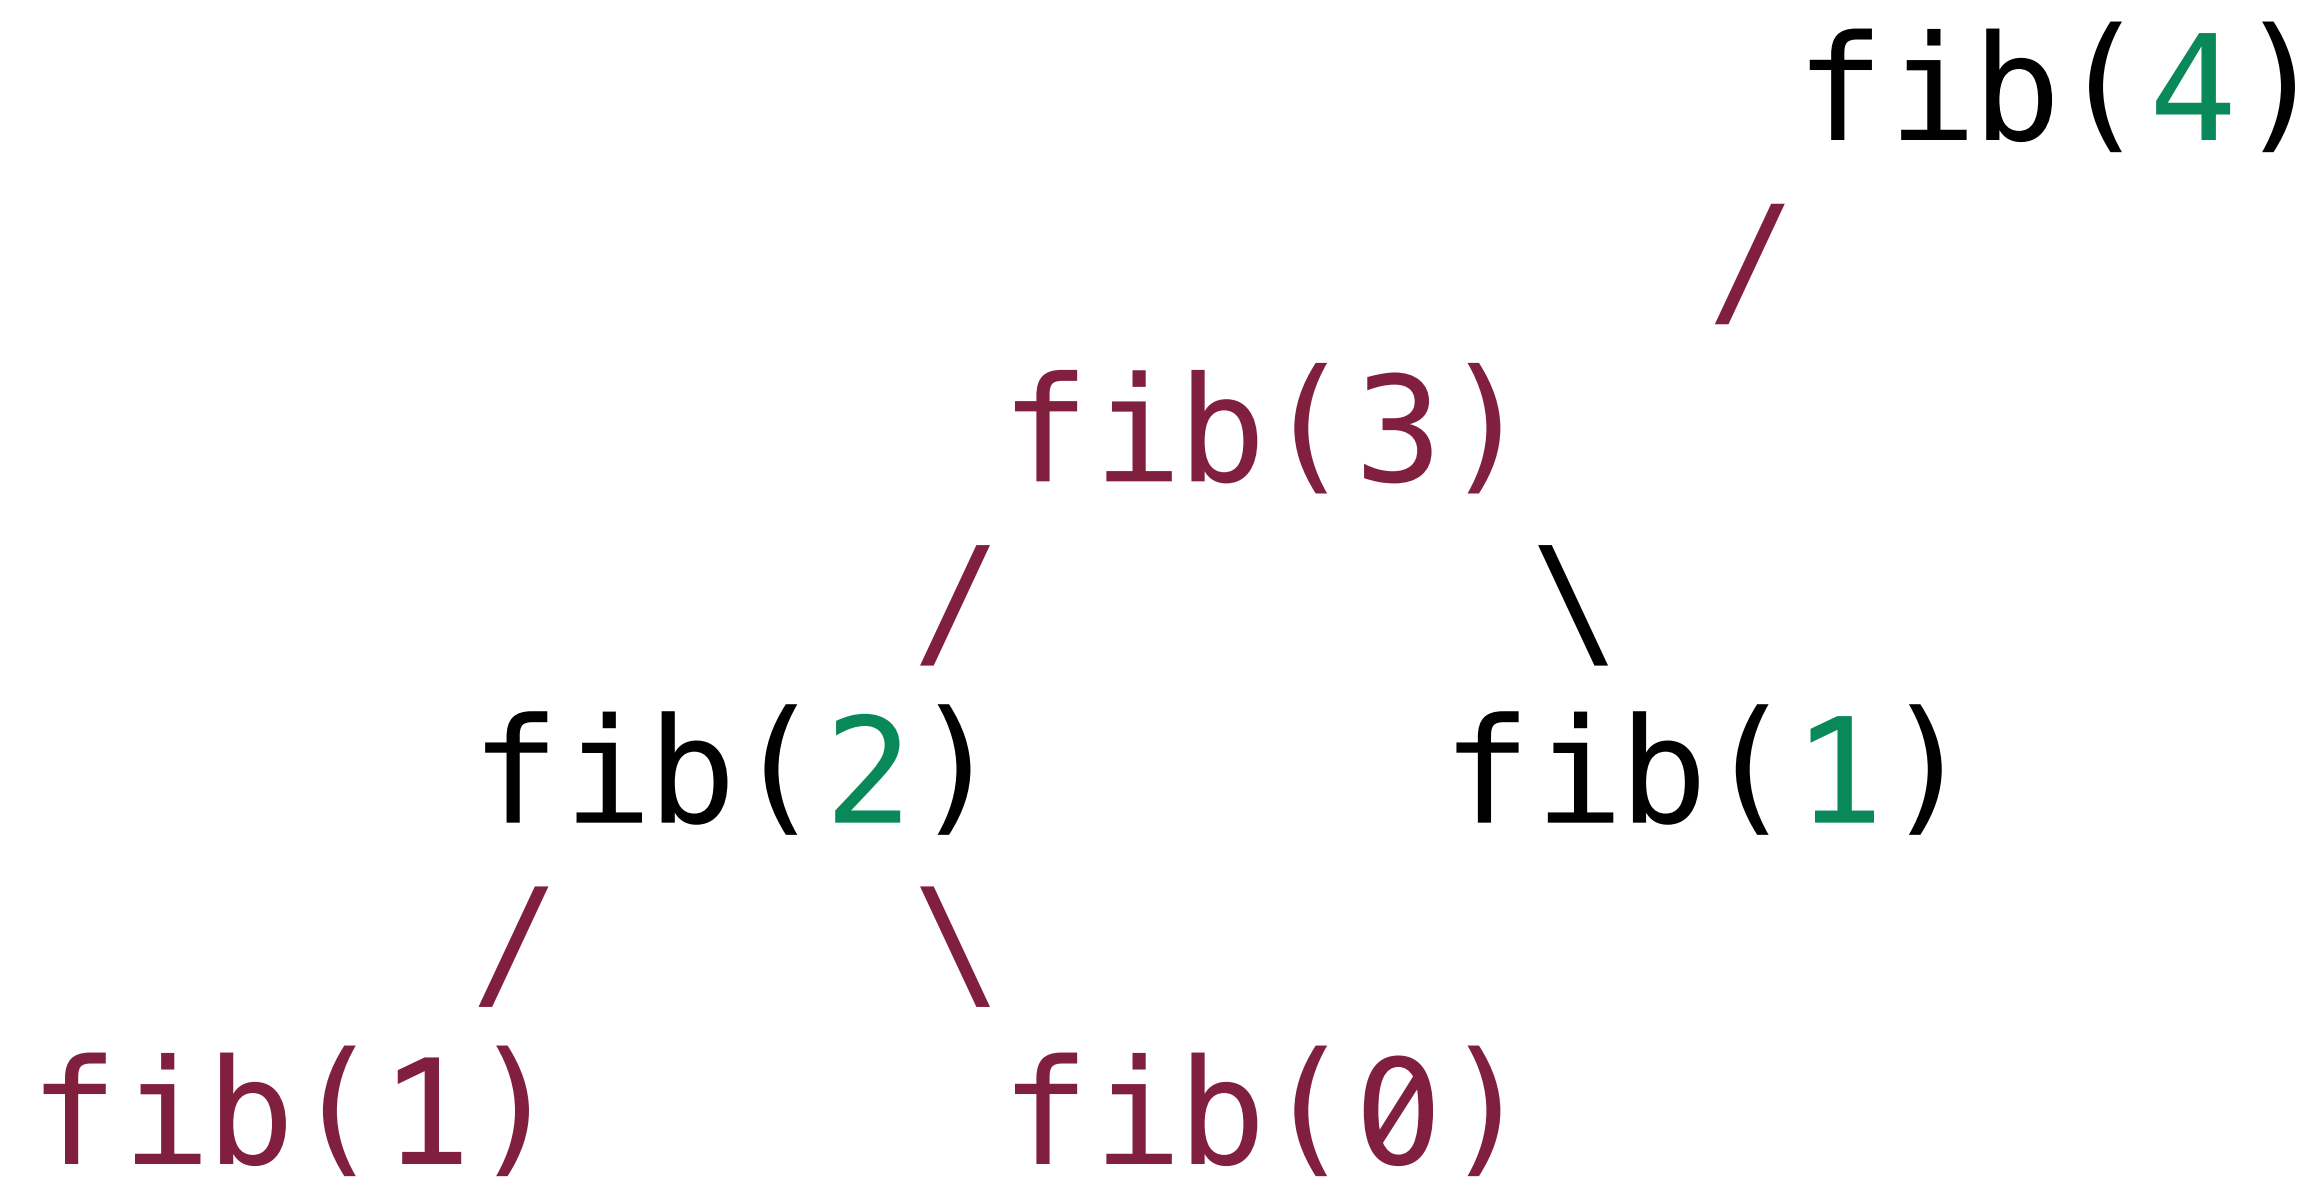 fib(4)
/
fib(3)
/ \
fib(2) fib(1)
/ \
fib(1) fib(0)